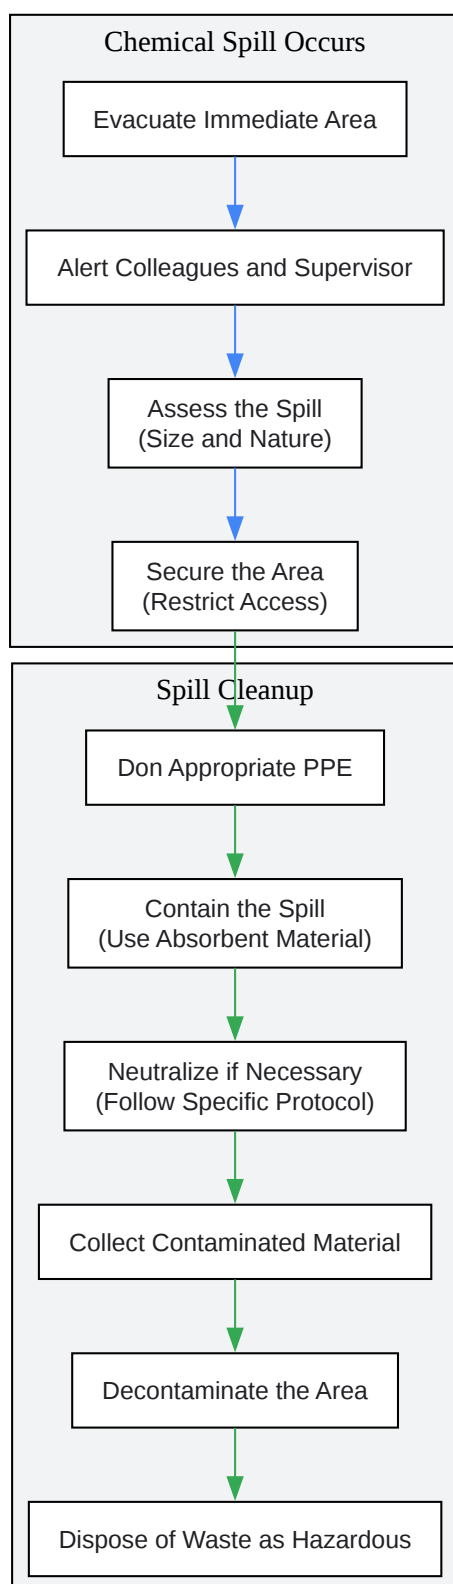 Chemical Spill Occurs
Evacuate Immediate Area
Alert Colleagues and Supervisor
Assess the Spill
(Size and Nature)
Secure the Area
(Restrict Access)
Spill Cleanup
Don Appropriate PPE
Contain the Spill
(Use Absorbent Material)
Neutralize if Necessary
(Follow Specific Protocol)
Collect Contaminated Material
Decontaminate the Area
Dispose of Waste as Hazardous